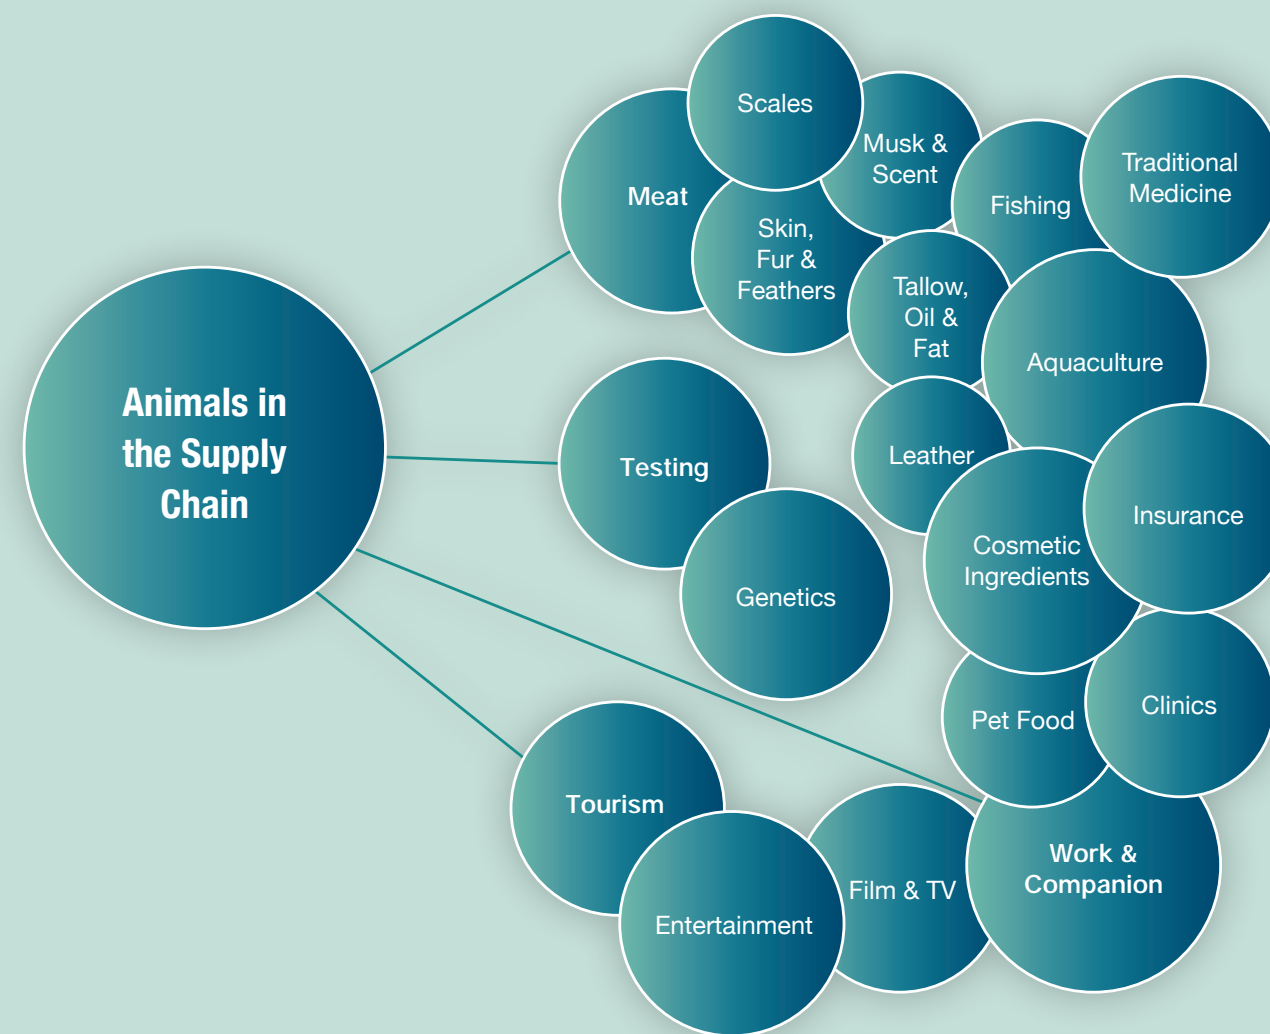 Animals in
the Supply
Chain
Meat
Scales
Musk &
Scent
Skin,
Fur &
Feathers
Fishing
Traditional
Medicine
Tallow,
Oil &
Fat
Aquaculture
Leather
Testing
Genetics
Cosmetic
Ingredients
Insurance
Pet Food
Clinics
Tourism
Entertainment
Film & TV
Work &
Companion